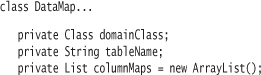 class DataMap...
private Class domainClass;
private String tableName;
private List columnMaps = new ArrayList();